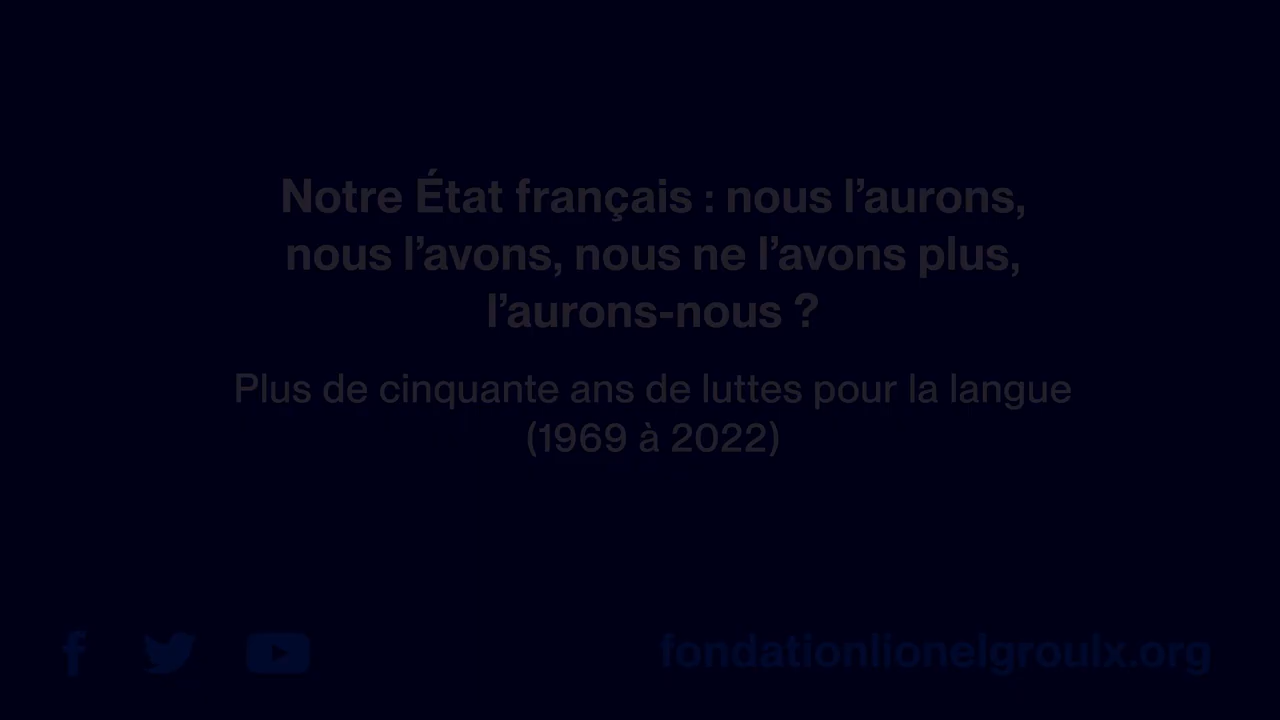 Notre État français : nous l’aurons,
nous l’avons, nous ne l’avons plus,
l’aurons-nous ?
Plus de cinquante ans de luttes pour la langue
(1969 à 2022)
fondationlionelgroulx.org